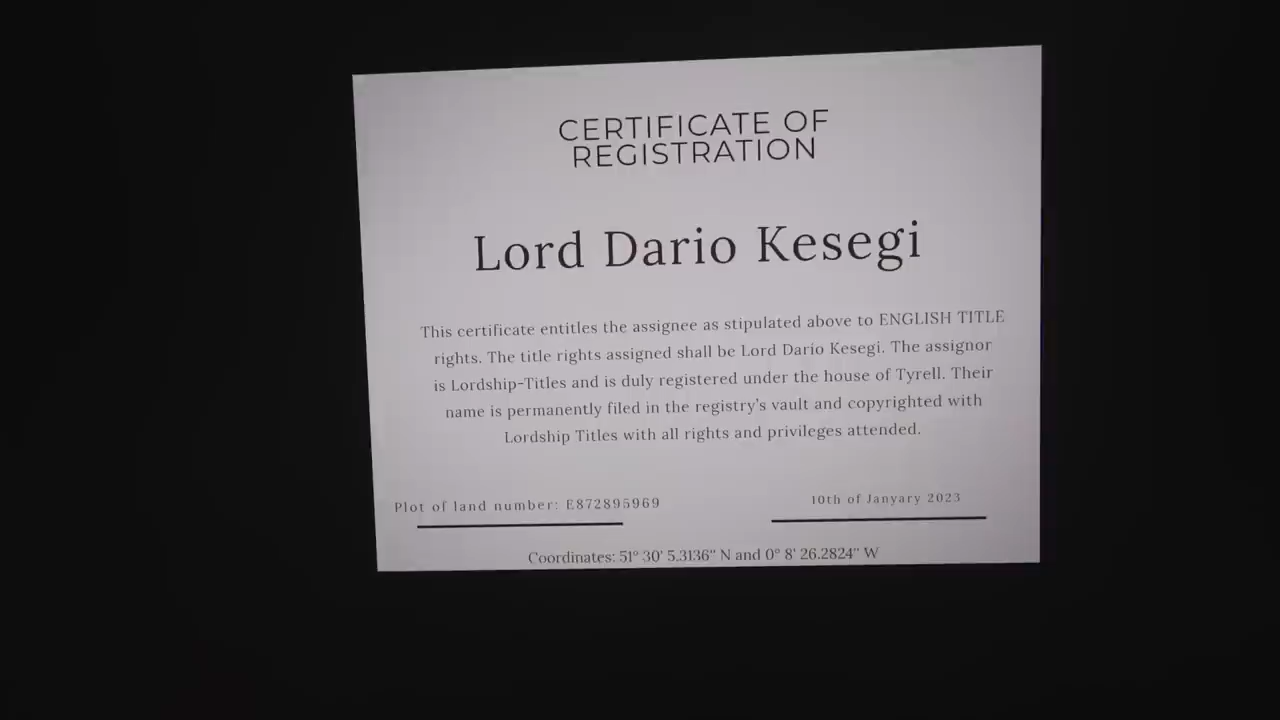 CERTIFICATE OF
REGISTRATION
Lord Dario Kesegi
This certificate entitles the assignee as stipulated above to ENGLISH TITLE
rights. The title rights assigned shall be Lord Dario Kesegi. The assignor
is Lordship-Titles and is duly registered under the house of Tyrell. Their
name is permanently filed in the registry's vault and copyrighted with
Lordship Titles with all rights and privileges attended.
Plot of land number: E872895969
10th of Janyary 2023
Coordinates: 51° 30' 5.3136'' N and 0° 8' 26.2824'' W